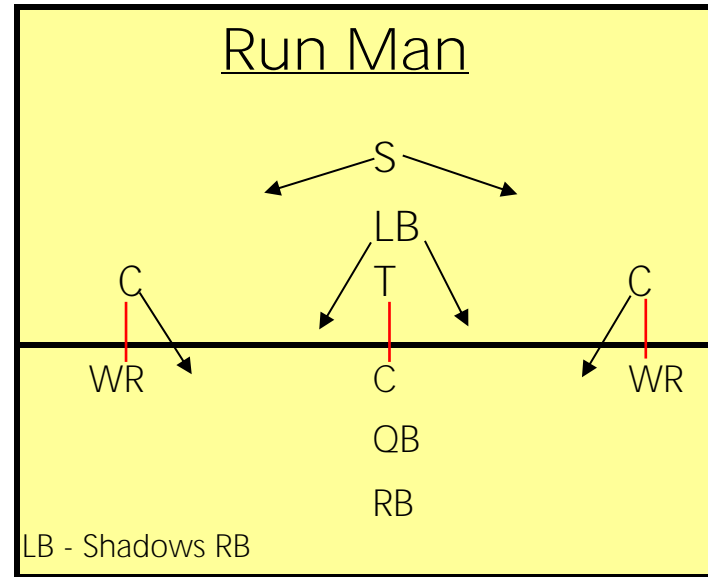 Run Man
S
LB
C T C
WR C WR
QB
RB
LB - Shadows RB